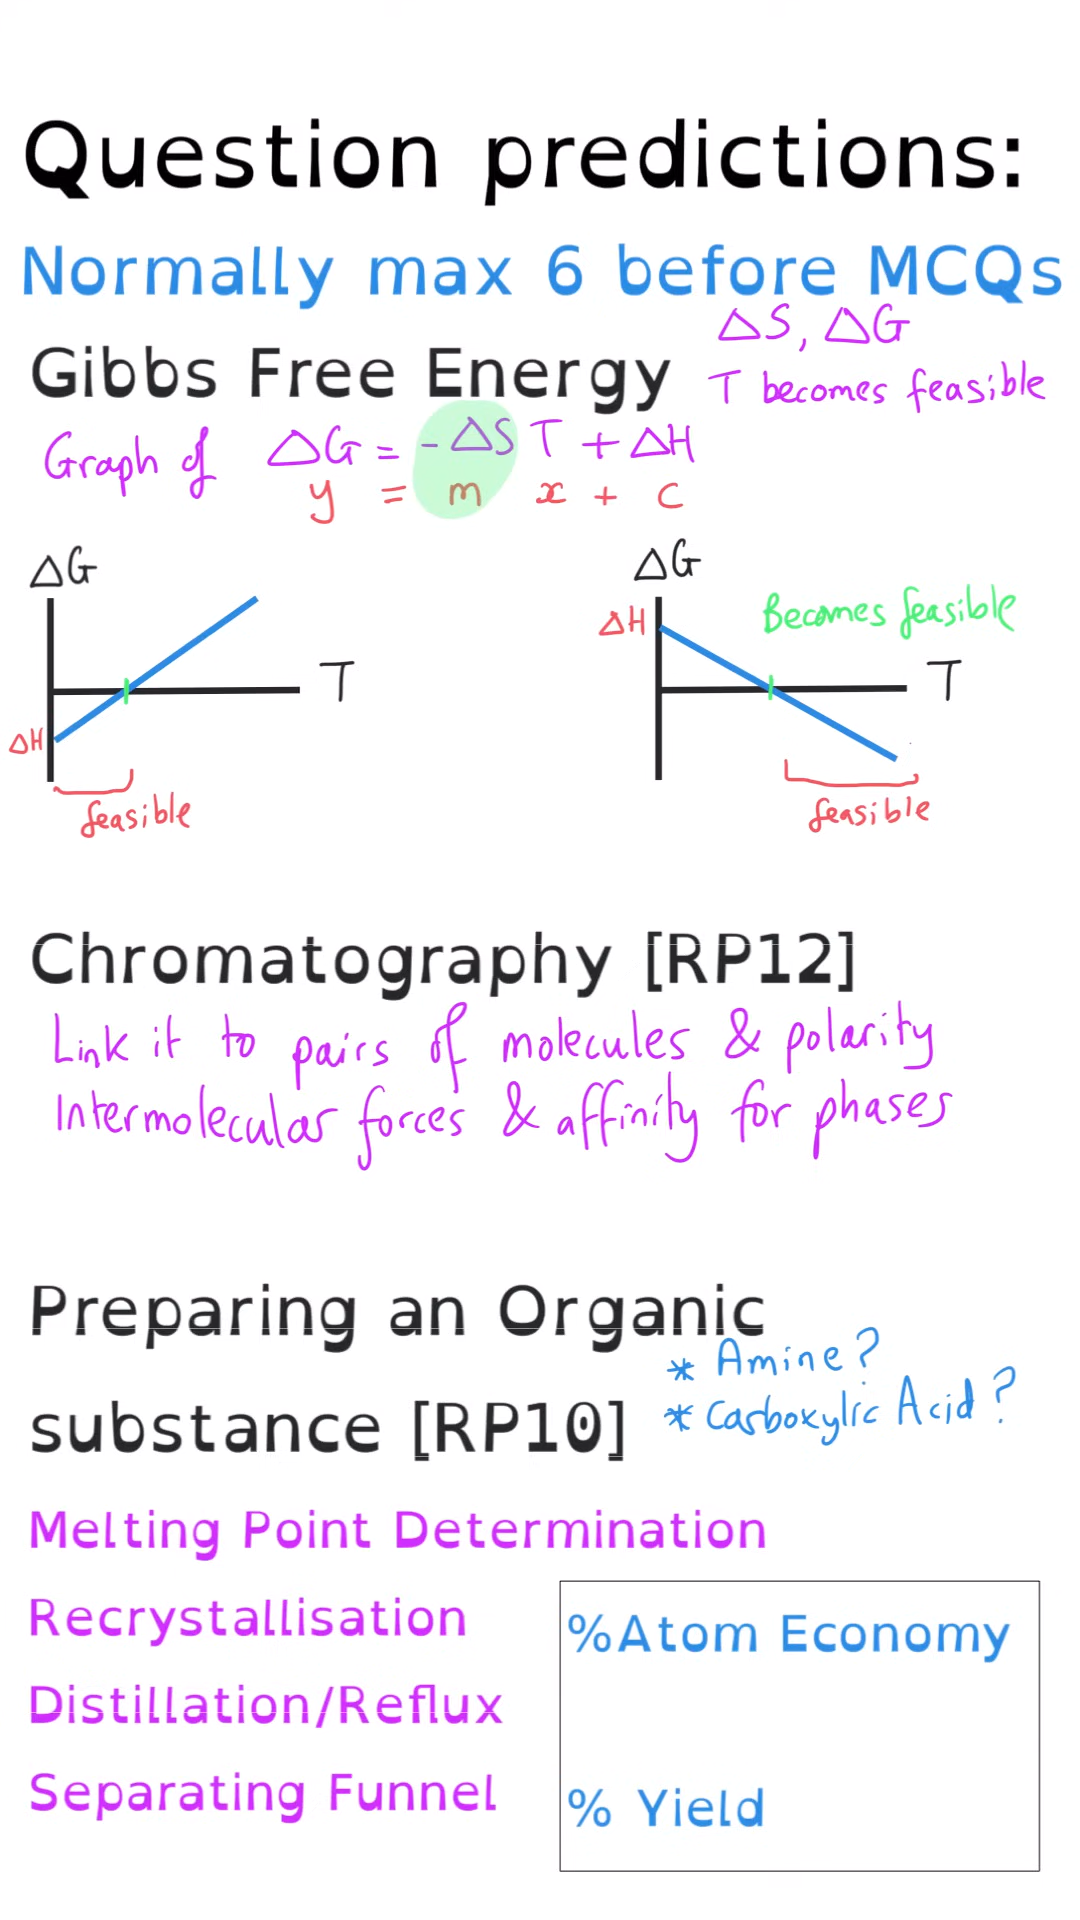 Question predictions:
Normally max 6 before MCQs
ΔS, ΔG
Gibbs Free Energy
T becomes feasible
Graph of ΔG = -ΔS T + ΔH
y = m x + c
ΔG
ΔH
T
feasible
ΔG
ΔH
Becomes feasible
T
feasible
Chromatography [RP12]
Link it to pairs of molecules & polarity
Intermolecular forces & affinity for phases
Preparing an Organic
substance [RP10]
* Amine?
* Carboxylic Acid?
Melting Point Determination
Recrystallisation
Distillation/Reflux
Separating Funnel
%Atom Economy
% Yield